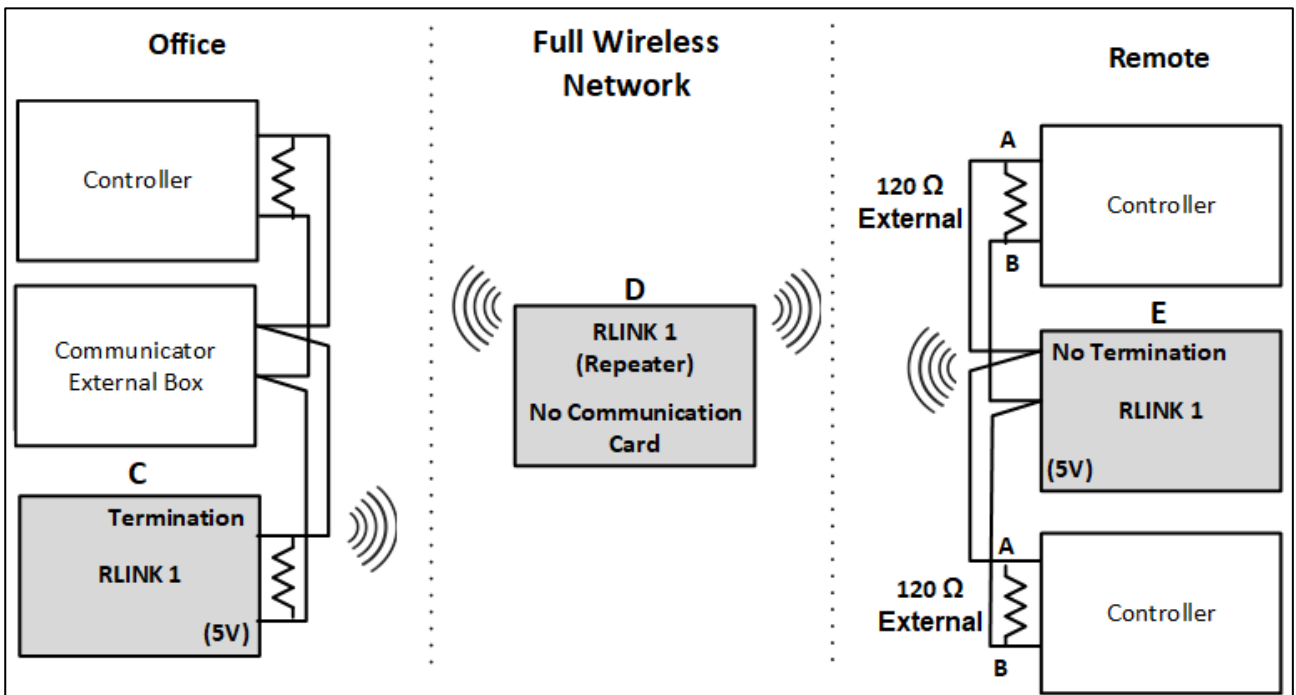 Office
Controller
Communicator
External Box
C
Termination
RLINK 1
(5V)
Full Wireless
Network
D
RLINK 1
(Repeater)
No Communication
Card
Remote
A
120 Ω
External
B
Controller
E
No Termination
RLINK 1
(5V)
A
120 Ω
External
B
Controller